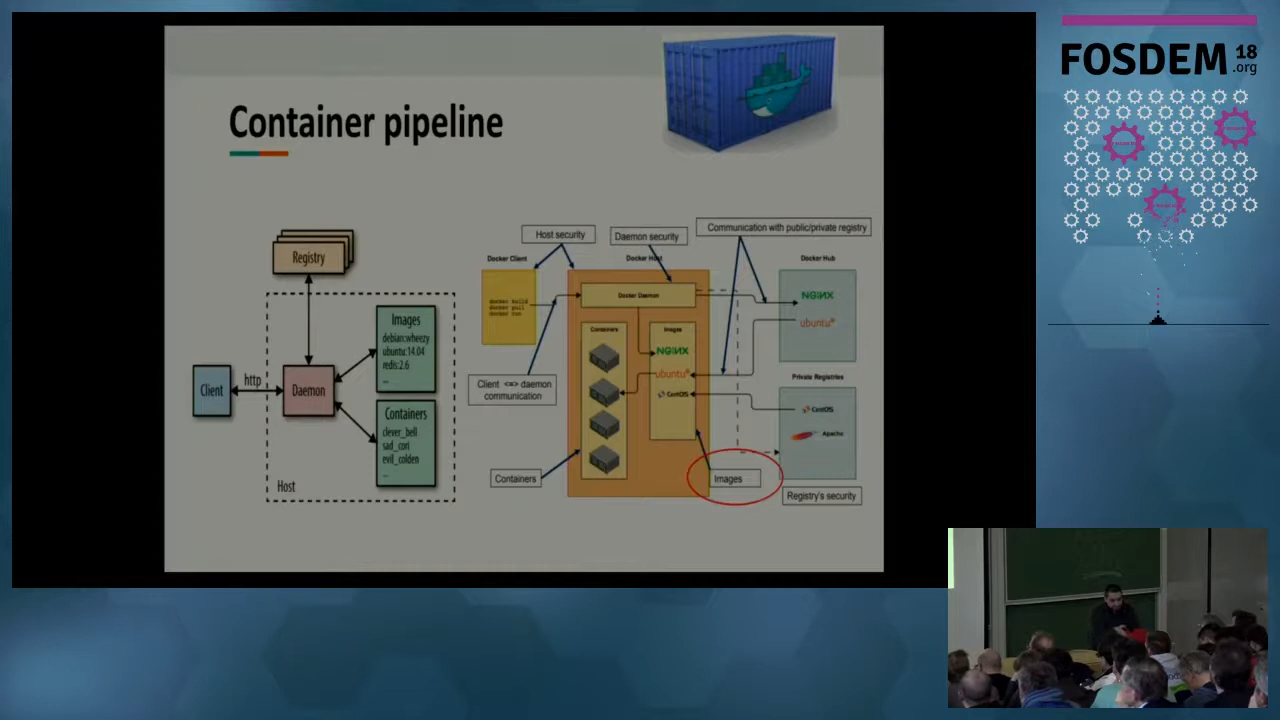 FOSDEM 18
.org
Container pipeline
Registry
Images
debian:wheezy
ubuntu:14.04
redis:2.6
...
Client
http
Daemon
Containers
clever_bell
sad_cori
evil_colden
...
Host
Host security
Daemon security
Communication with public/private registry
Docker Client
Docker Host
Docker Hub
docker build
docker pull
docker run
Docker Daemon
Containers
Images
NGINX
ubuntu
CentOS
NGINX
ubuntu
Client <=> daemon
communication
Private Registries
CentOS
Apache
Containers
Images
Registry's security